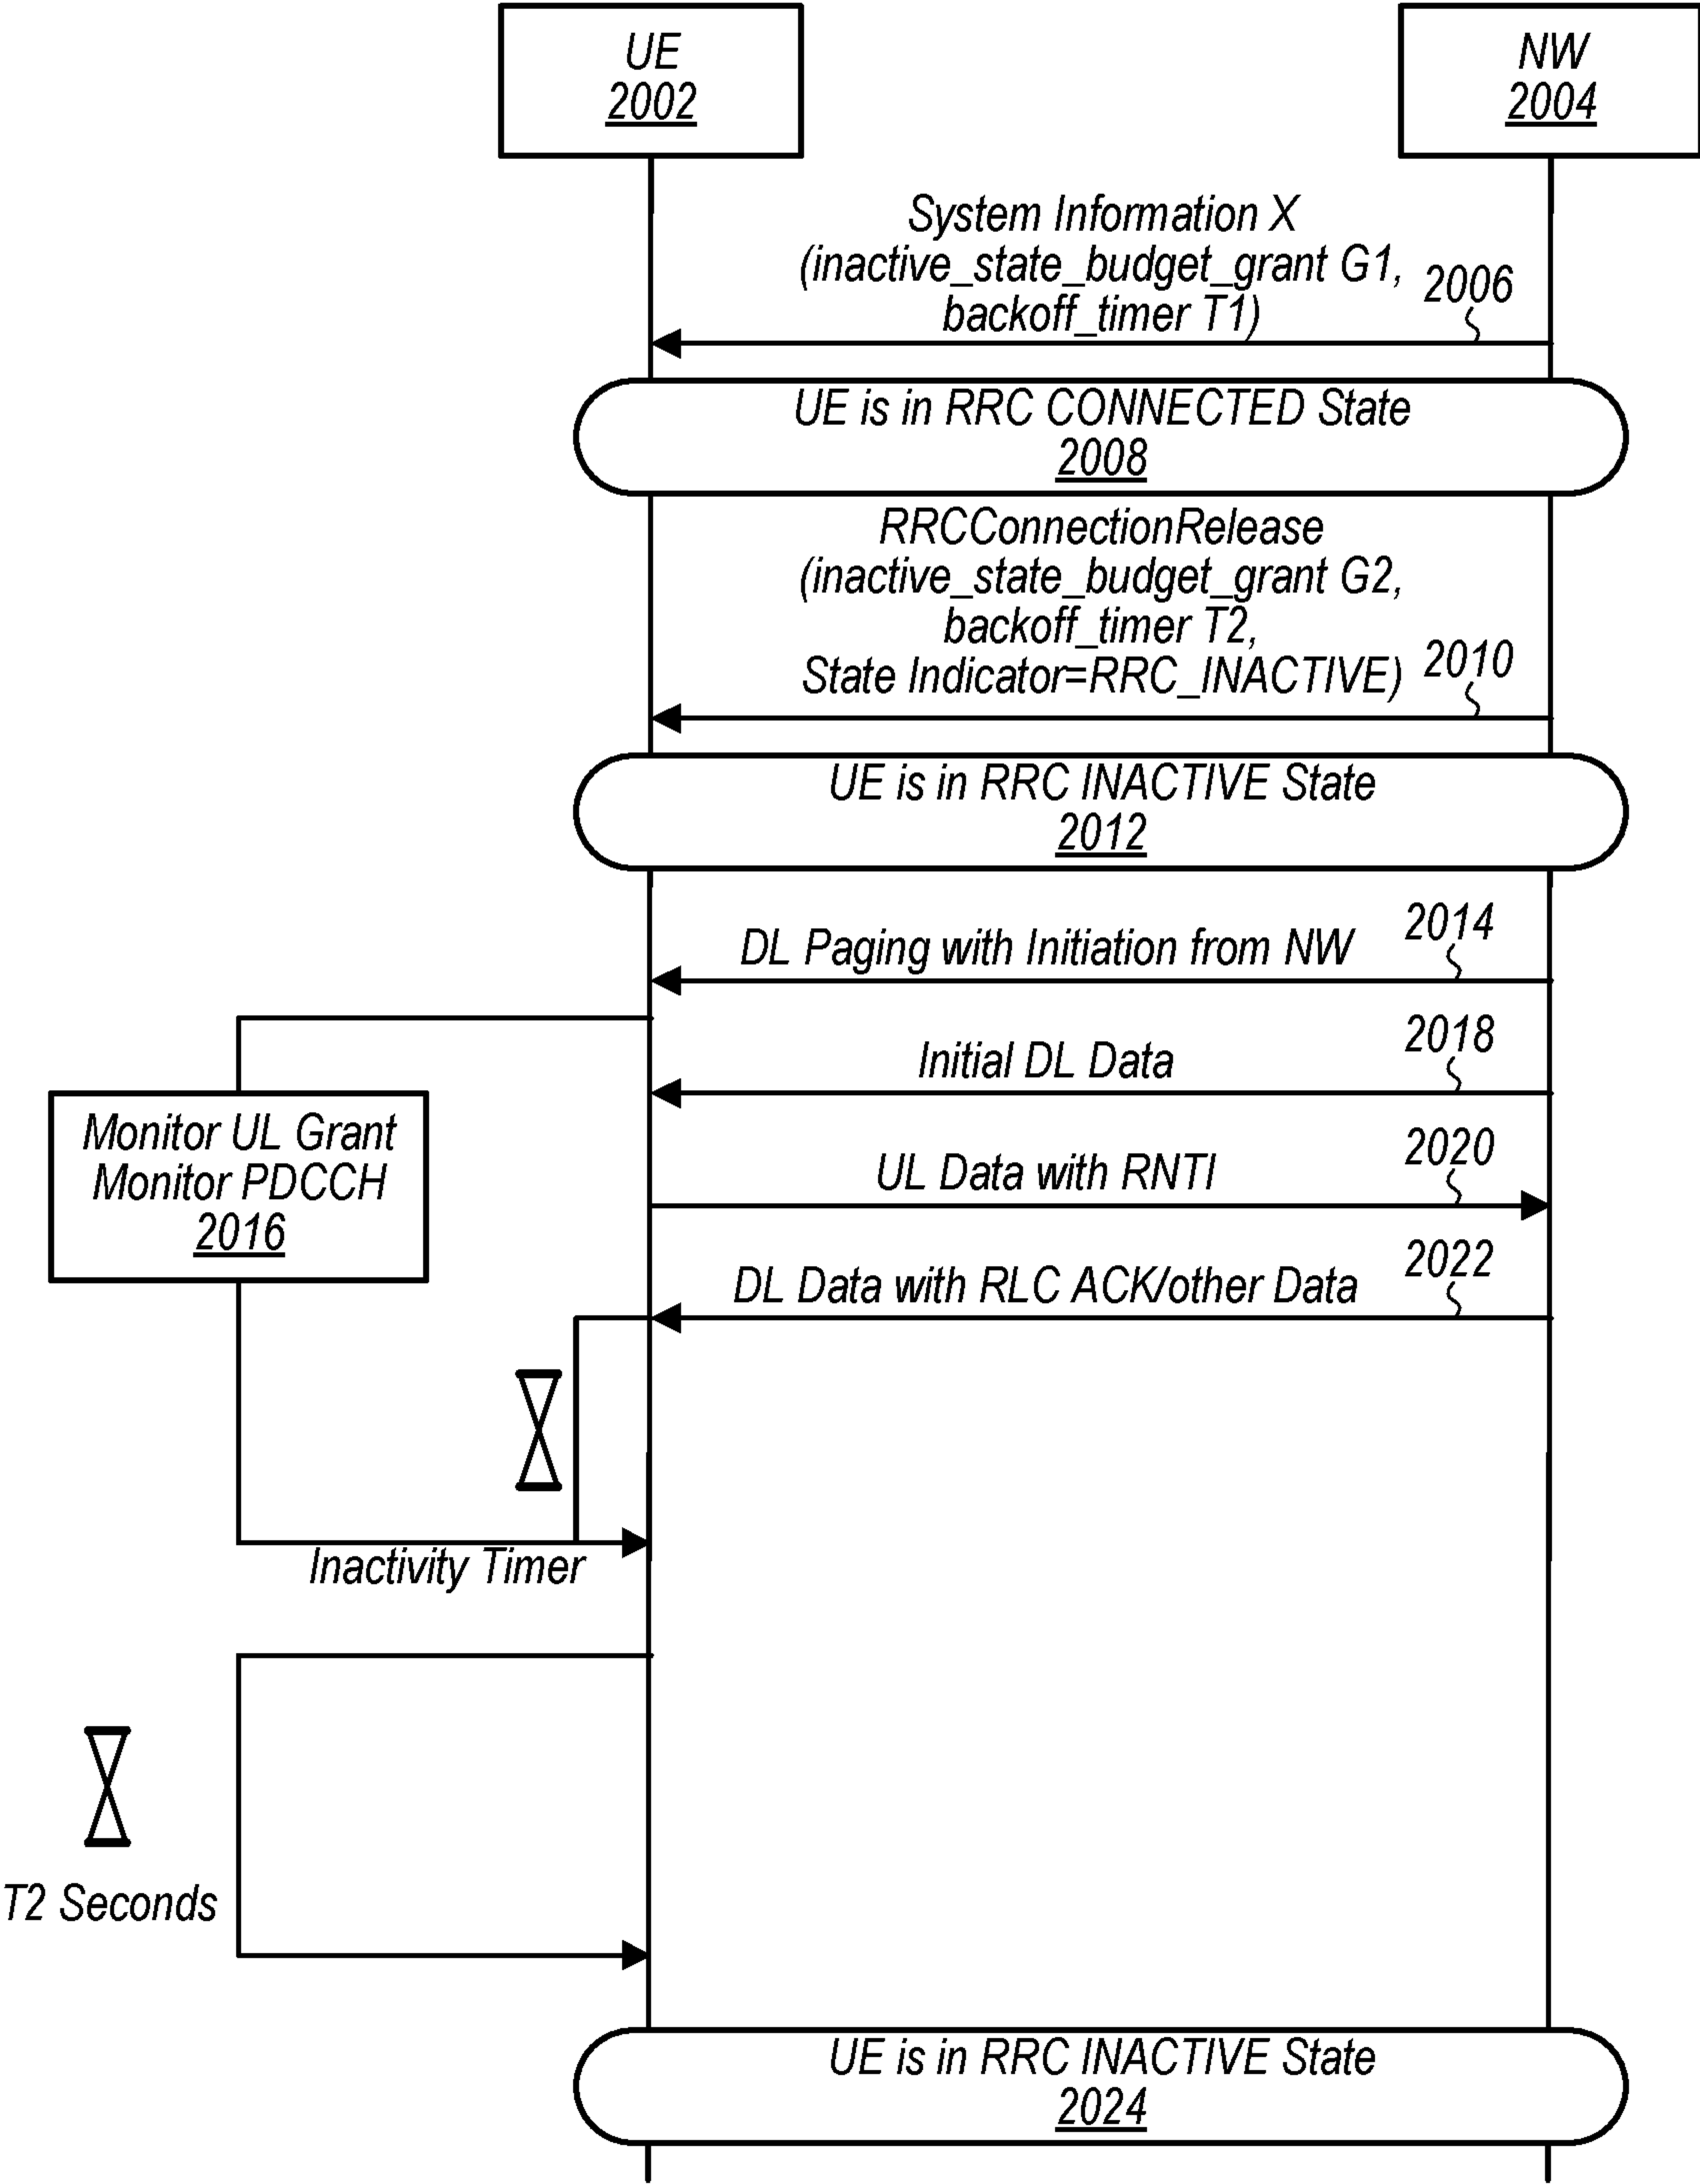 UE
2002
NW
2004
System Information X
(inactive_state_budget_grant G1,
backoff_timer T1)
2006
UE is in RRC CONNECTED State
2008
RRCConnectionRelease
(inactive_state_budget_grant G2,
backoff_timer T2,
State Indicator=RRC_INACTIVE)
2010
UE is in RRC INACTIVE State
2012
DL Paging with Initiation from NW
2014
Initial DL Data
2018
Monitor UL Grant
Monitor PDCCH
2016
UL Data with RNTI
2020
DL Data with RLC ACK/other Data
2022
Inactivity Timer
T2 Seconds
UE is in RRC INACTIVE State
2024